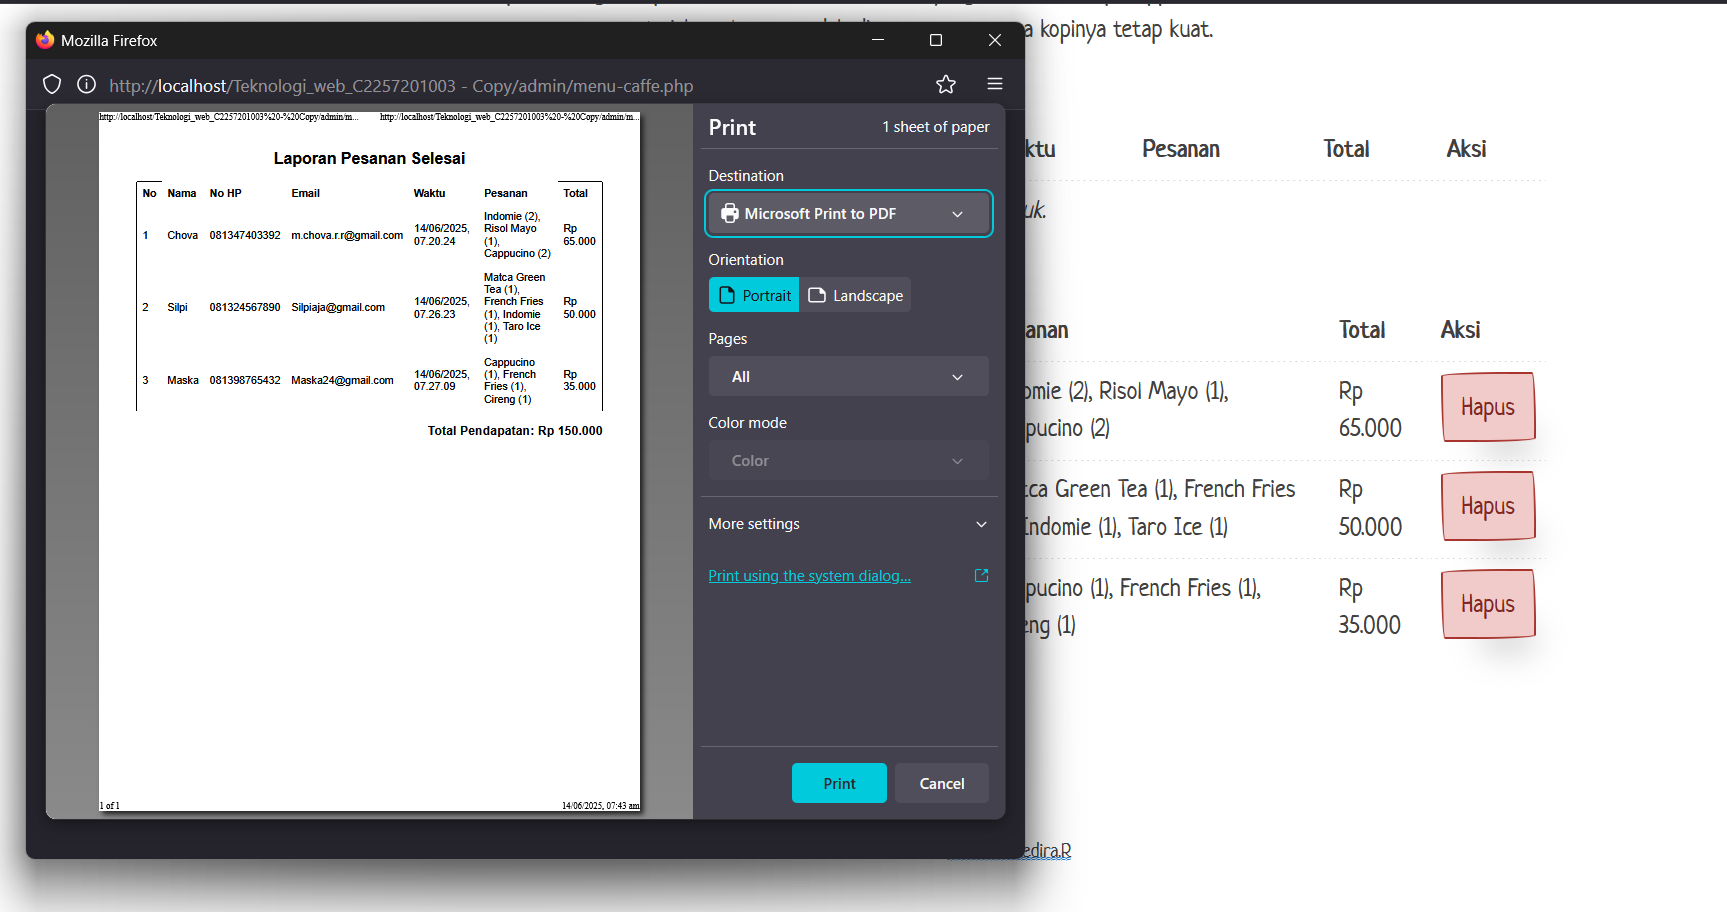 a kopinya tetap kuat.
Mozilla Firefox
http://localhost/Teknologi_web_C2257201003 - Copy/admin/menu-caffe.php
http://localhost/Teknologi_web_C2257201003%20-%20Copy/admin/m...
http://localhost/Teknologi_web_C2257201003%20-%20Copy/admin/m...
Laporan Pesanan Selesai
No Nama No HP Email Waktu Pesanan Total
1 Chova 081347403392 m.chova.r.r@gmail.com 14/06/2025, 07.20.24 Indomie (2), Risol Mayo (1), Cappucino (2) Rp 65.000
2 Silpi 081324567890 Silpiaja@gmail.com 14/06/2025, 07.26.23 Matca Green Tea (1), French Fries (1), Indomie (1), Taro Ice (1) Rp 50.000
3 Maska 081398765432 Maska24@gmail.com 14/06/2025, 07.27.09 Cappucino (1), French Fries (1), Cireng (1) Rp 35.000
Total Pendapatan: Rp 150.000
1 of 1
14/06/2025, 07:43 am
Print
1 sheet of paper
Destination
Microsoft Print to PDF
Orientation
Portrait
Landscape
Pages
All
Color mode
Color
More settings
Print using the system dialog...
Print
Cancel
ktu Pesanan Total Aksi
uk.
anan Total Aksi
omie (2), Risol Mayo (1), Rp
pucino (2) 65.000
Hapus
ca Green Tea (1), French Fries Rp
Indomie (1), Taro Ice (1) 50.000
Hapus
pucino (1), French Fries (1), Rp
eng (1) 35.000
Hapus
edira.R